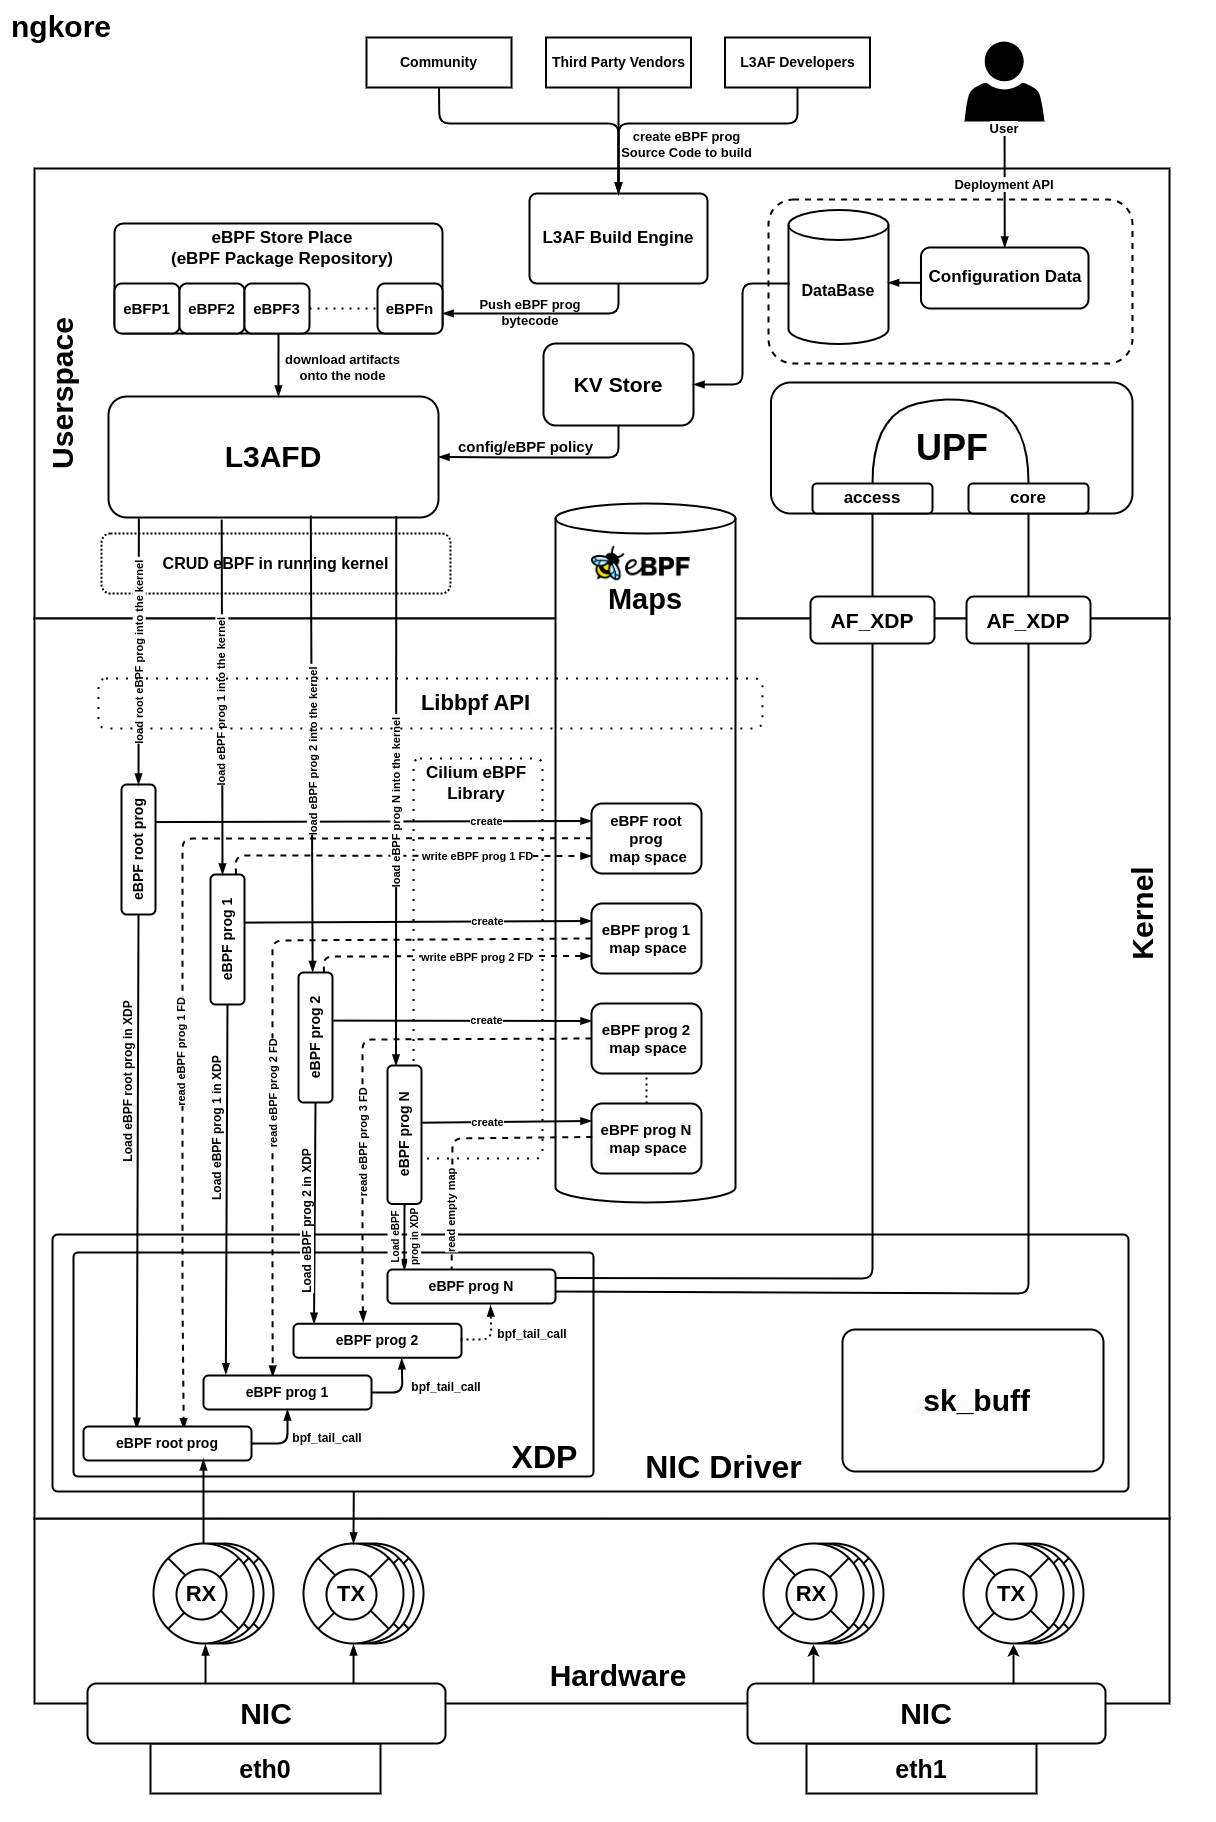 ngkore
Community
Third Party Vendors
L3AF Developers
User
create eBPF prog
Source Code to build
Deployment API
Userspace
eBPF Store Place
(eBPF Package Repository)
eBFP1
eBPF2
eBPF3
eBPFn
L3AF Build Engine
Push eBPF prog
bytecode
DataBase
Configuration Data
download artifacts
onto the node
KV Store
config/eBPF policy
L3AFD
UPF
access
core
CRUD eBPF in running kernel
eBPF
Maps
AF_XDP
AF_XDP
load root eBPF prog into the kernel
load eBPF prog 1 into the kernel
load eBPF prog 2 into the kernel
load eBPF prog N into the kernel
Libbpf API
Cilium eBPF
Library
Kernel
eBPF root prog
eBPF prog 1
eBPF prog 2
eBPF prog N
create
write eBPF prog 1 FD
eBPF root
prog
map space
create
write eBPF prog 2 FD
eBPF prog 1
map space
create
eBPF prog 2
map space
create
eBPF prog N
map space
Load eBPF root prog in XDP
read eBPF prog 1 FD
Load eBPF prog 1 in XDP
read eBPF prog 2 FD
Load eBPF prog 2 in XDP
read eBPF prog 3 FD
Load eBPF
prog in XDP
read empty map
eBPF prog N
eBPF prog 2
bpf_tail_call
eBPF prog 1
bpf_tail_call
eBPF root prog
bpf_tail_call
XDP
NIC Driver
sk_buff
RX
TX
RX
TX
Hardware
NIC
NIC
eth0
eth1